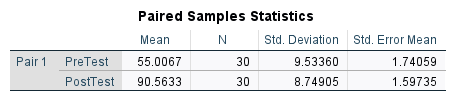 Paired Samples Statistics
Mean N Std. Deviation Std. Error Mean
Pair 1 PreTest 55.0067 30 9.53360 1.74059
PostTest 90.5633 30 8.74905 1.59735